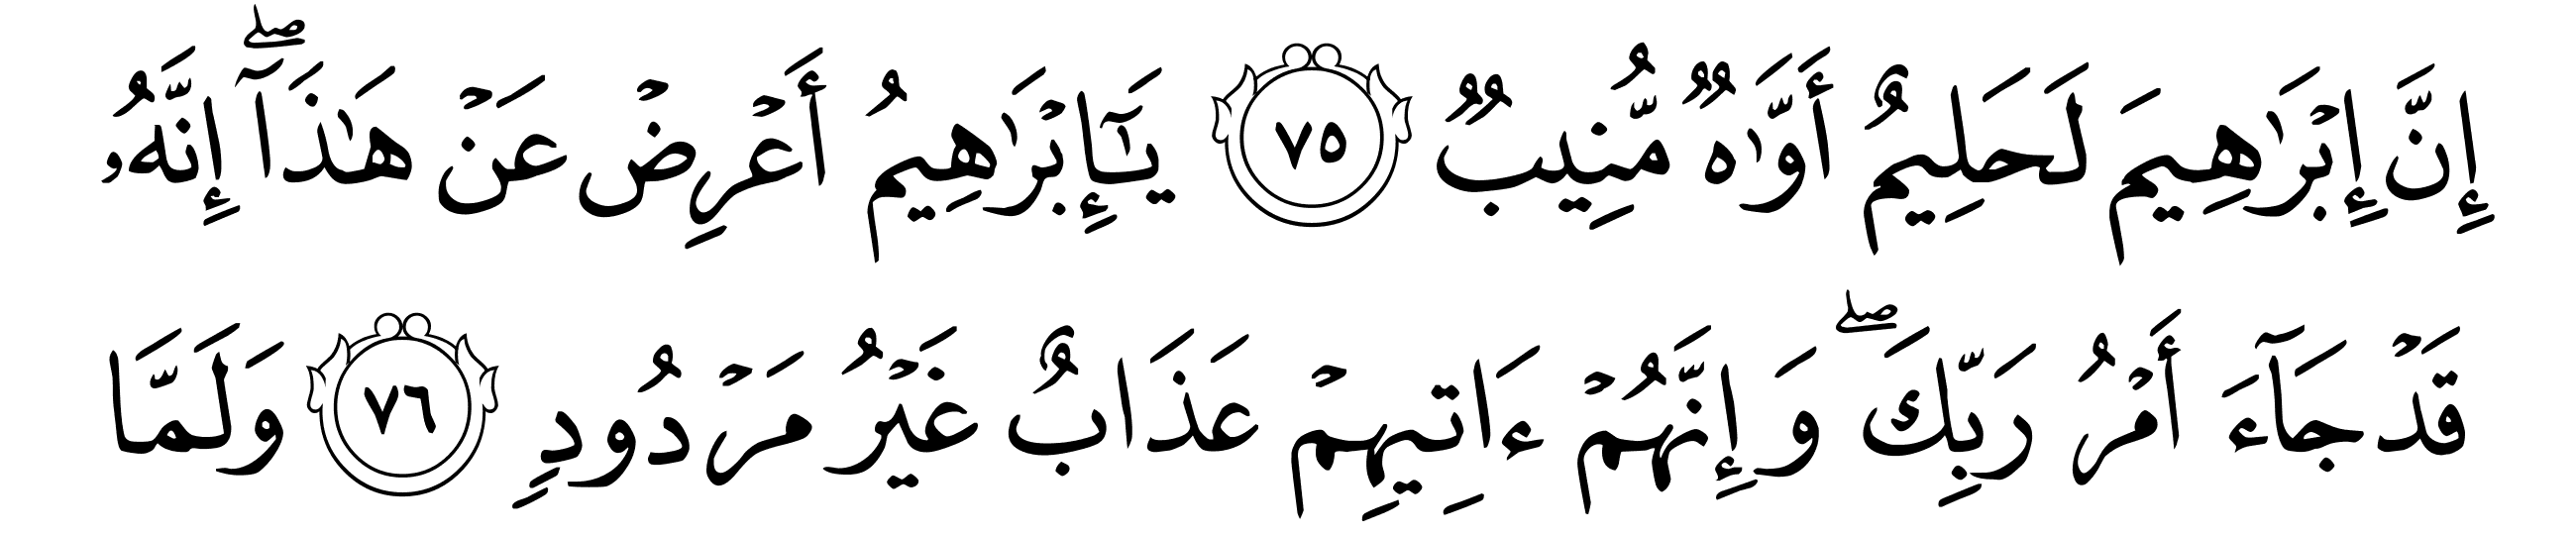 إِنَّ إِبْرَٰهِيمَ لَحَلِيمٌ أَوَّٰهٌ مُّنِيبٌ ٧٥ يَـٰٓإِبْرَٰهِيمُ أَعْرِضْ عَنْ هَـٰذَآ ۖ إِنَّهُۥ
قَدْ جَآءَ أَمْرُ رَبِّكَ ۖ وَإِنَّهُمْ ءَاتِيهِمْ عَذَابٌ غَيْرُ مَرْدُودٍ ٧٦ وَلَمَّا